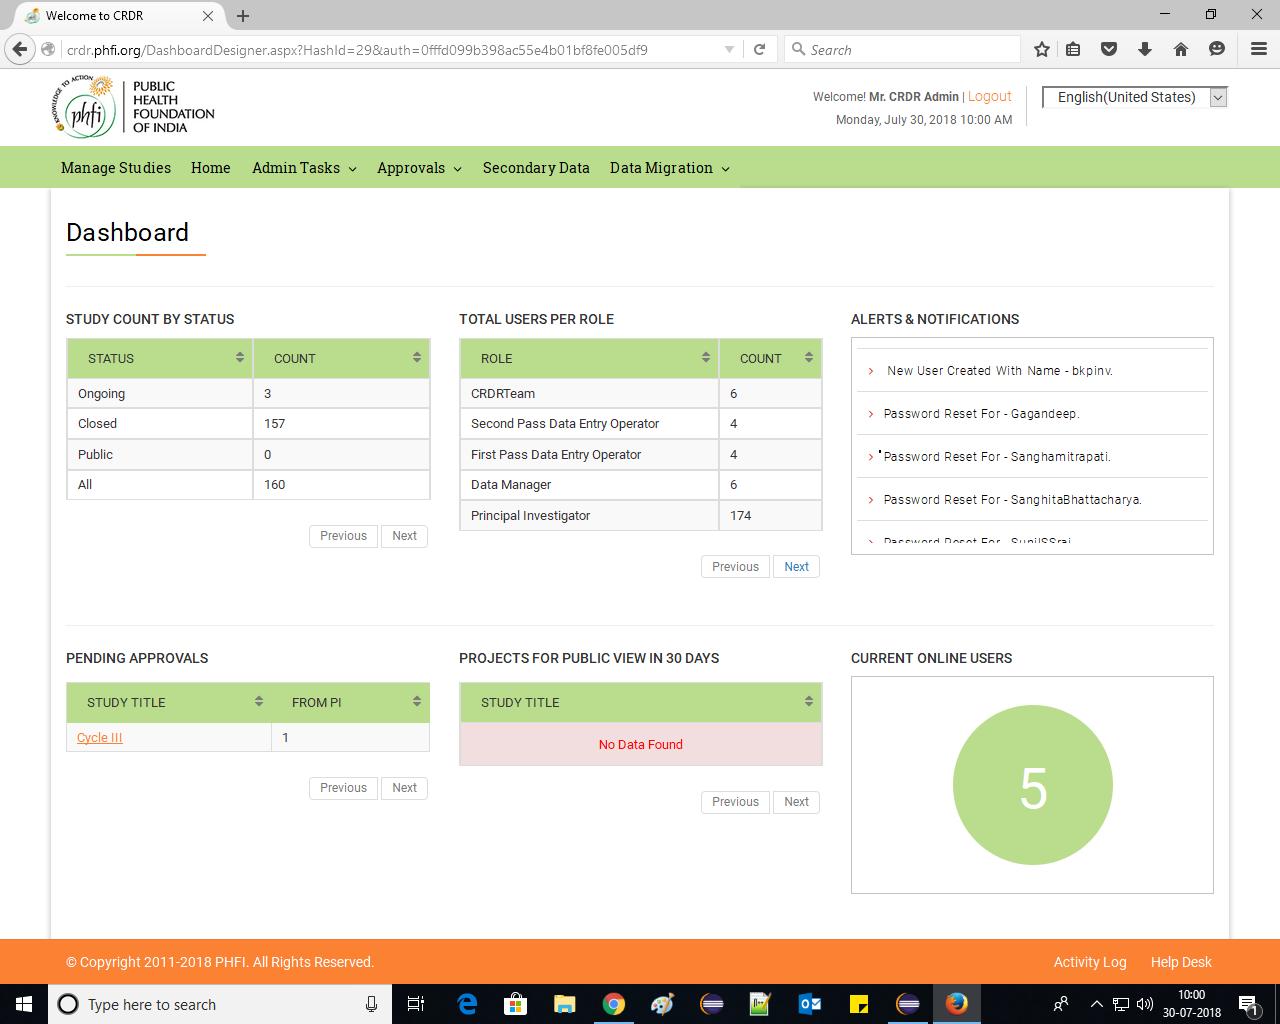 Welcome to CRDR
crdr.phfi.org/DashboardDesigner.aspx?HashId=29&auth=0fffd099b398ac55e4b01bf8fe005df9
Search
KNOWLEDGE TO ACTION
phfi
PUBLIC
HEALTH
FOUNDATION
OF INDIA
Welcome! Mr. CRDR Admin | Logout
Monday, July 30, 2018 10:00 AM
English(United States)
Manage Studies Home Admin Tasks Approvals Secondary Data Data Migration
Dashboard
STUDY COUNT BY STATUS
STATUS COUNT
Ongoing 3
Closed 157
Public 0
All 160
Previous Next
TOTAL USERS PER ROLE
ROLE COUNT
CRDRTeam 6
Second Pass Data Entry Operator 4
First Pass Data Entry Operator 4
Data Manager 6
Principal Investigator 174
Previous Next
ALERTS & NOTIFICATIONS
New User Created With Name - bkpinv.
Password Reset For - Gagandeep.
Password Reset For - Sanghamitrapati.
Password Reset For - SanghitaBhattacharya.
Password Reset For - SunilSSraj
PENDING APPROVALS
STUDY TITLE FROM PI
Cycle III 1
Previous Next
PROJECTS FOR PUBLIC VIEW IN 30 DAYS
STUDY TITLE
No Data Found
Previous Next
CURRENT ONLINE USERS
5
© Copyright 2011-2018 PHFI. All Rights Reserved.
Activity Log Help Desk
Type here to search
10:00
30-07-2018
1